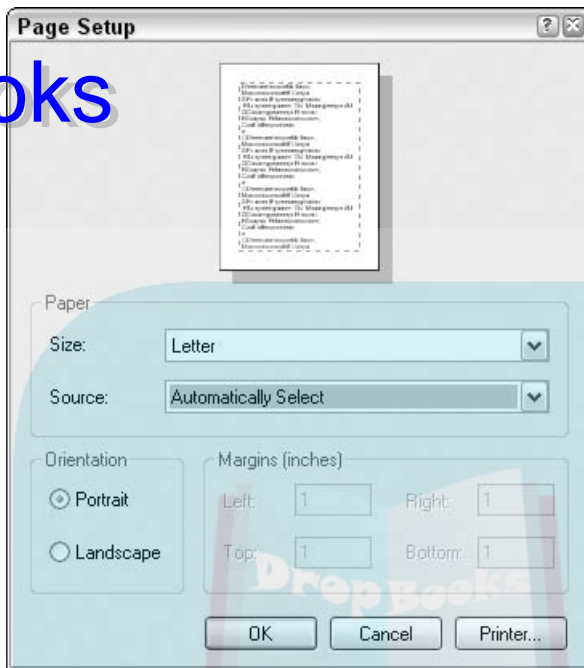 Page Setup
oks
Paper
Size: Letter
Source: Automatically Select
Orientation
Portrait
Landscape
Margins (inches)
Left: 1 Right: 1
Top: 1 Bottom: 1
DropBooks
OK Cancel Printer...